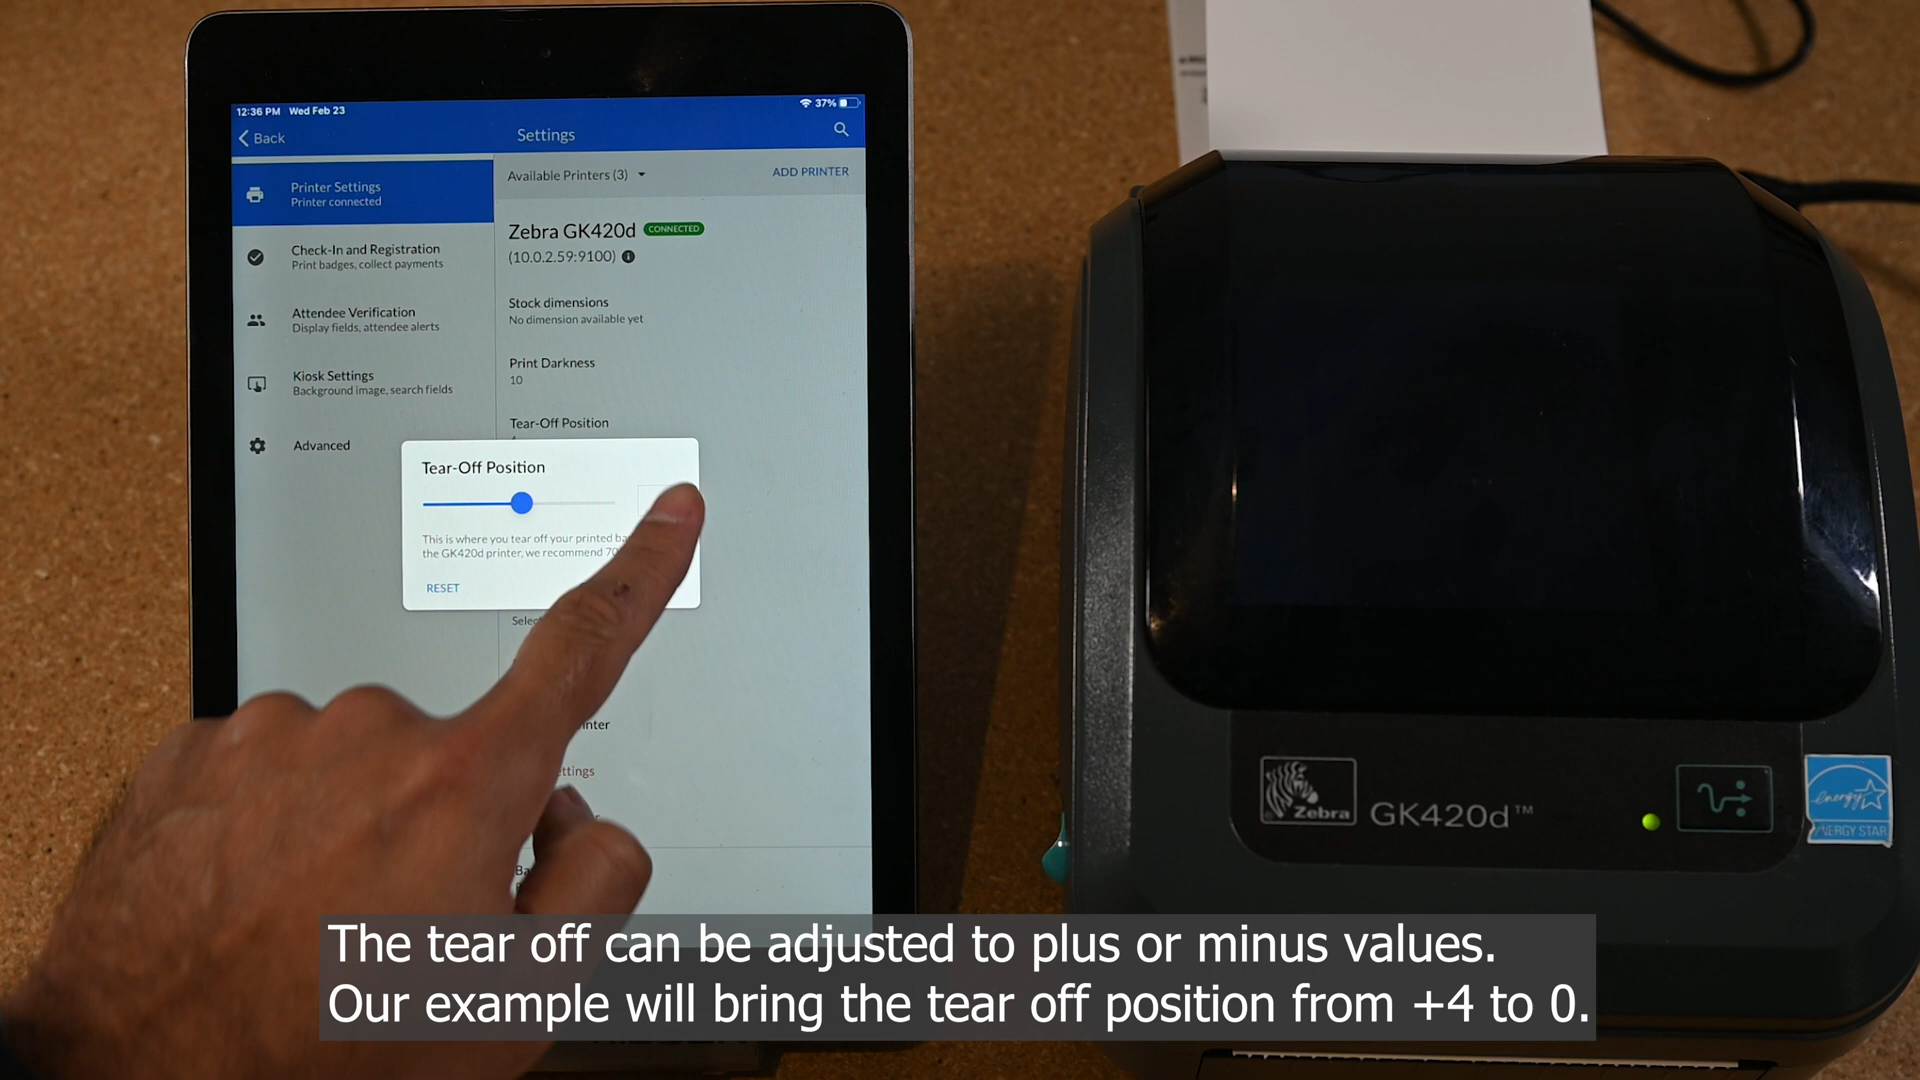 12:36 PM Wed Feb 23
37%
Back
Settings
Printer Settings
Printer connected
Check-In and Registration
Print badges, collect payments
Attendee Verification
Display fields, attendee alerts
Kiosk Settings
Background image, search fields
Advanced
Available Printers (3)
ADD PRINTER
Zebra GK420d CONNECTED
(10.0.2.59:9100)
Stock dimensions
No dimension available yet
Print Darkness
10
Tear-Off Position
Tear-Off Position
This is where you tear off your printed
the GK420d printer, we recommend
RESET
Zebra GK420d™
energy
ENERGY STAR
The tear off can be adjusted to plus or minus values.
Our example will bring the tear off position from +4 to 0.